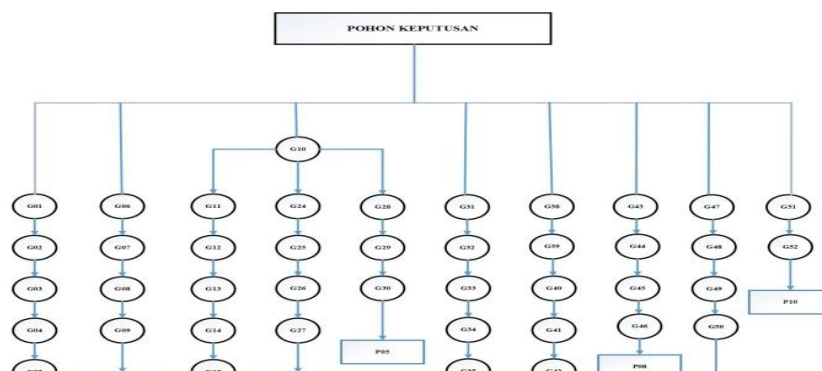 POHON KEPUTUSAN
G10
G01 G06 G11 G24 G28 G31 G38 G43 G47 G51
G02 G07 G12 G25 G29 G32 G39 G44 G48 G52
G03 G08 G13 G26 G30 G33 G40 G45 G49 P10
G04 G09 G14 G27 P05 G34 G41 G46 G50
P08